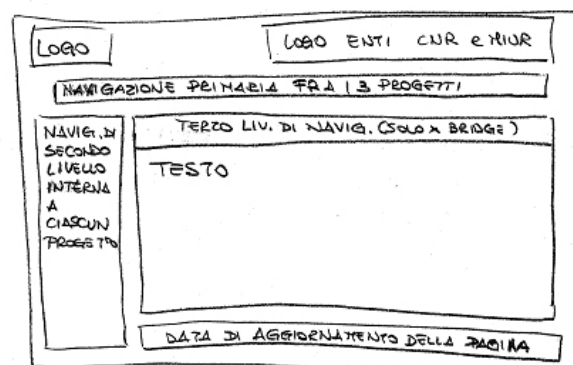 LOGO
LOGO ENTI CNR e MIUR
NAVIGAZIONE PRIMARIA FRA I 3 PROGETTI
NAVIG. DI
SECONDO
LIVELLO
INTERNA
A
CIASCUN
PROGETTO
TERZO LIV. DI NAVIG. (SOLO X BRIDGE)
TESTO
DATA DI AGGIORNAMENTO DELLA PAGINA